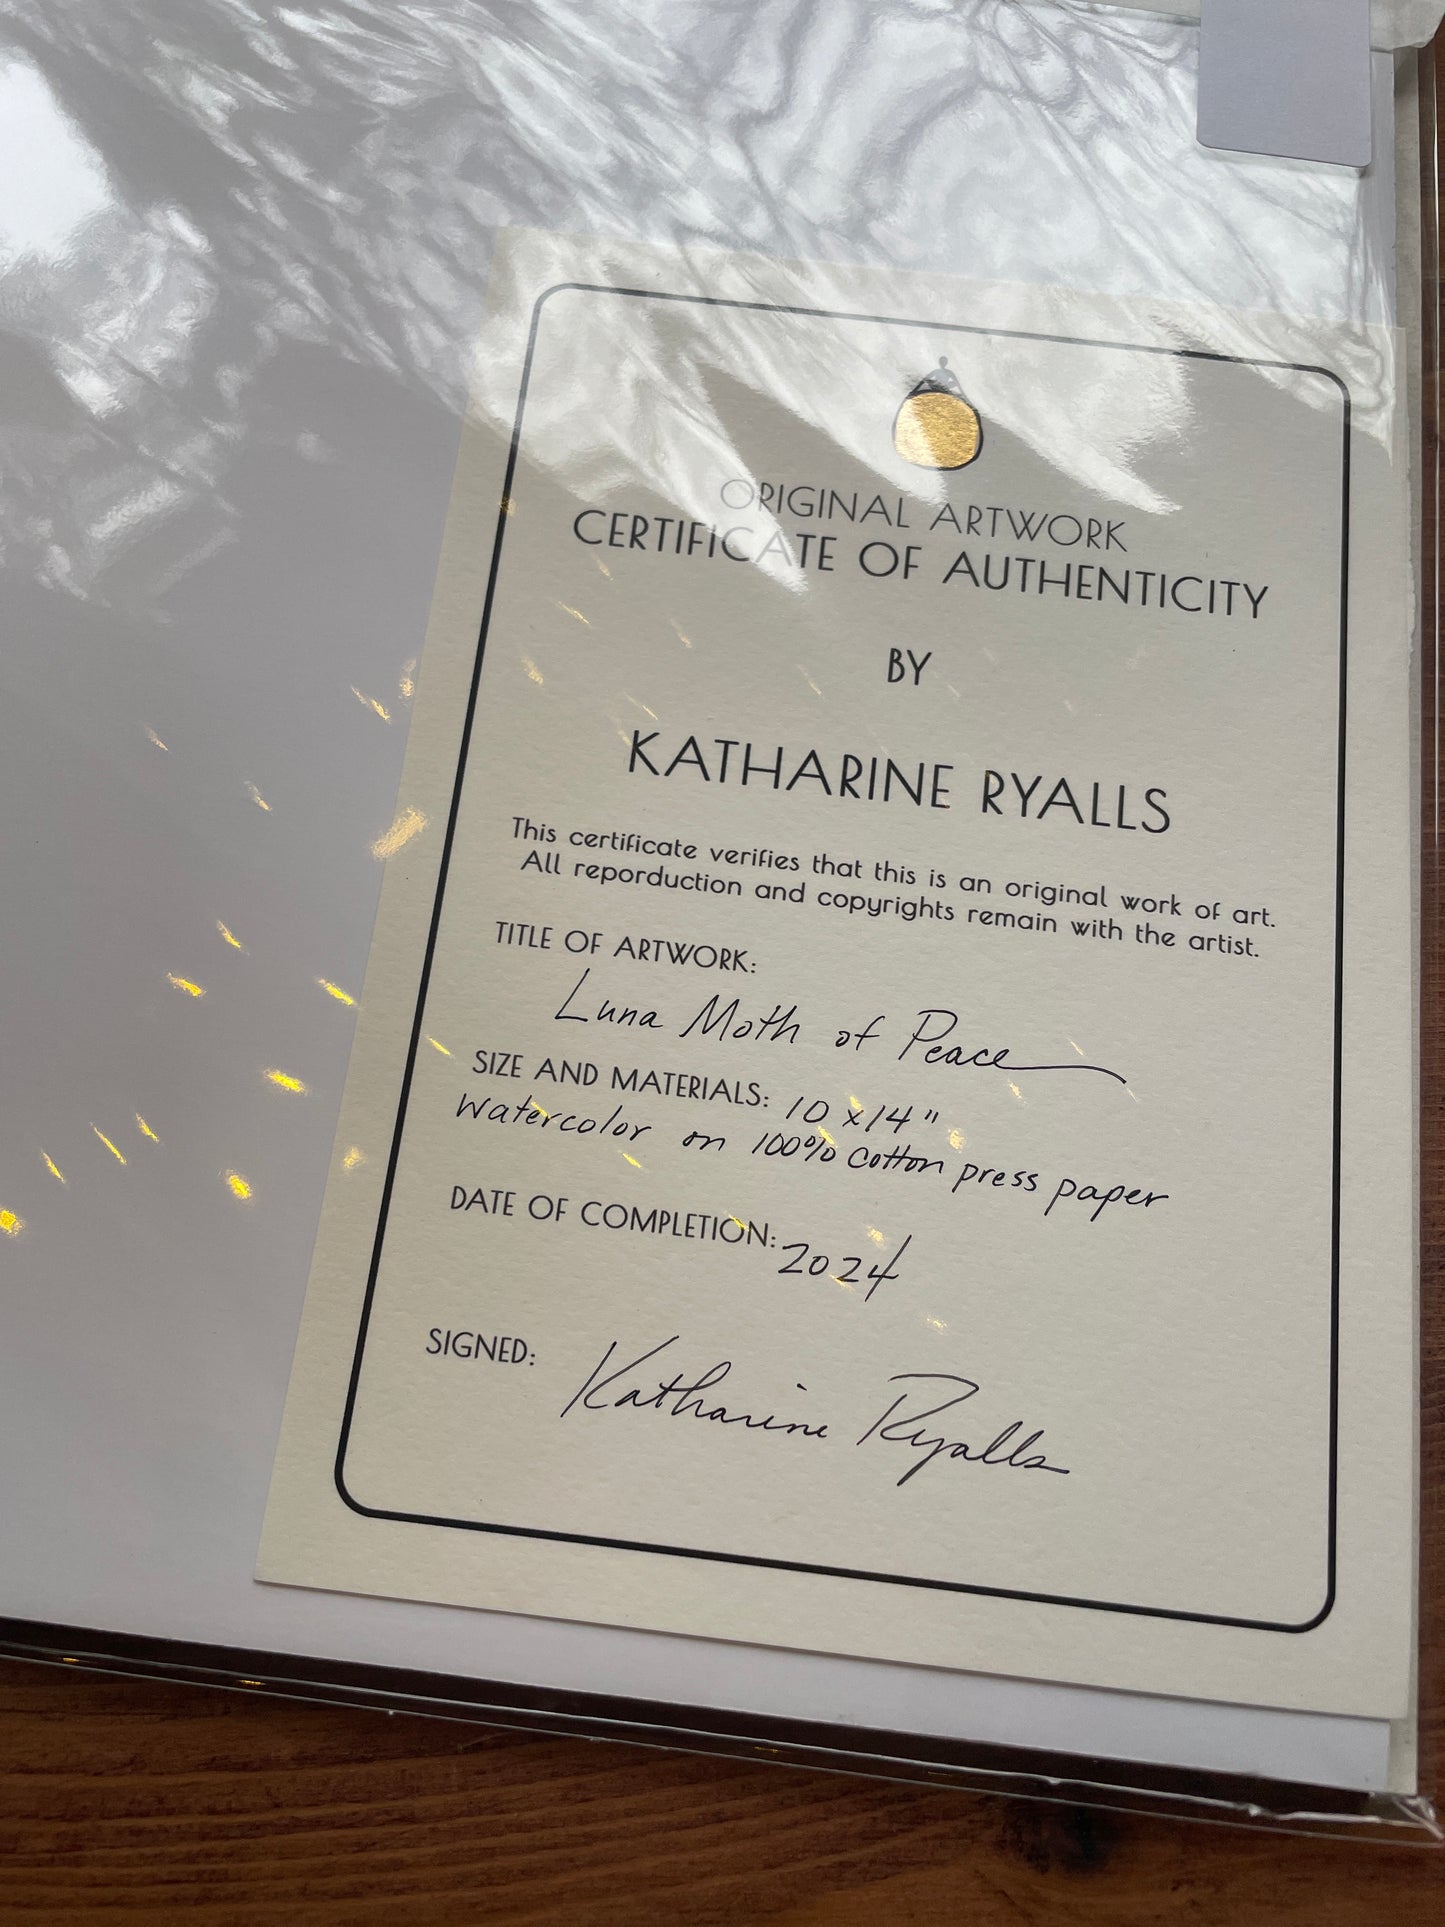 ORIGINAL ARTWORK
CERTIFICATE OF AUTHENTICITY
BY
KATHARINE RYALLS
This certificate verifies that this is an original work of art.
All reporduction and copyrights remain with the artist.
TITLE OF ARTWORK:
Luna Moth of Peace
SIZE AND MATERIALS: 10 x 14"
Watercolor on 100% cotton press paper
DATE OF COMPLETION: 2024
SIGNED: Katharine Ryalls